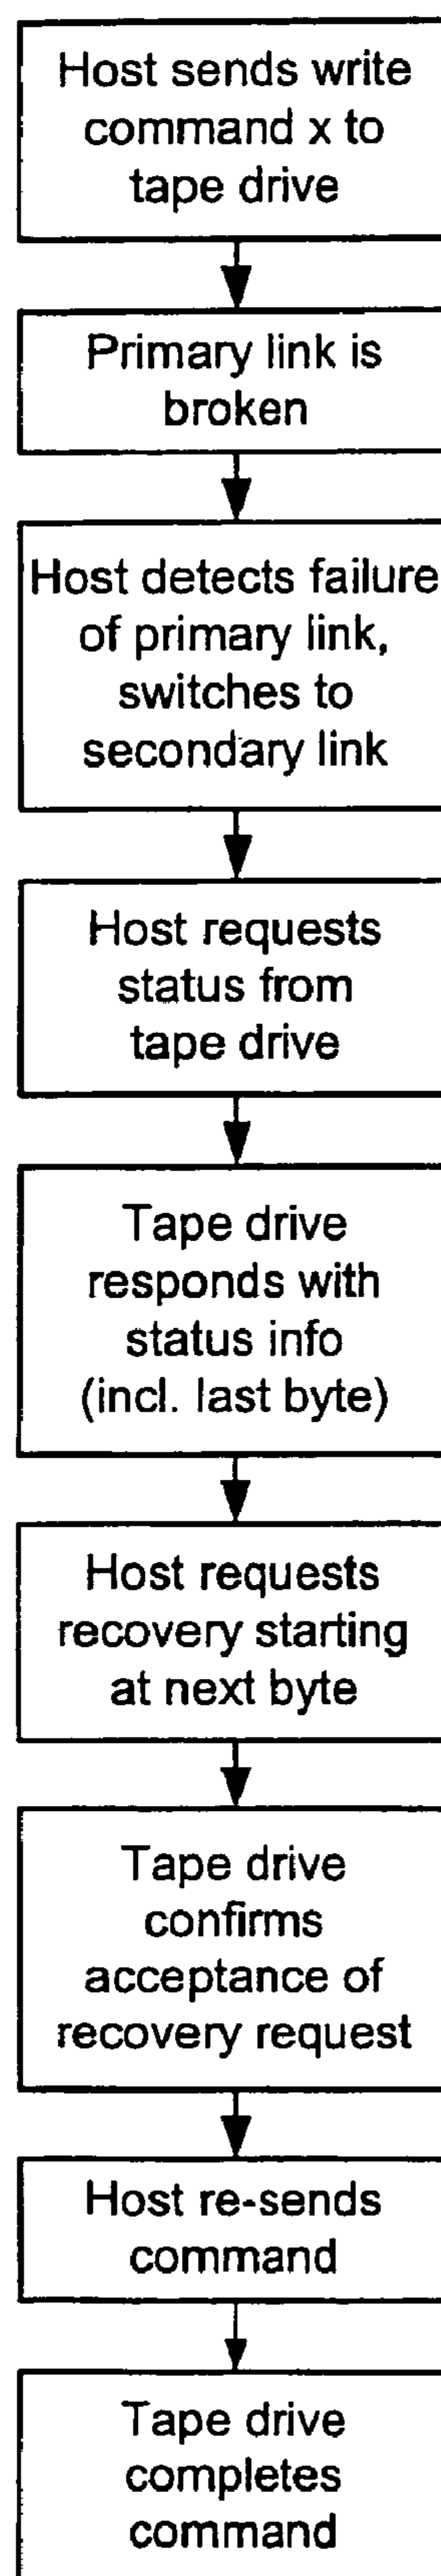 Host sends write
command x to
tape drive
Primary link is
broken
Host detects failure
of primary link,
switches to
secondary link
Host requests
status from
tape drive
Tape drive
responds with
status info
(incl. last byte)
Host requests
recovery starting
at next byte
Tape drive
confirms
acceptance of
recovery request
Host re-sends
command
Tape drive
completes
command